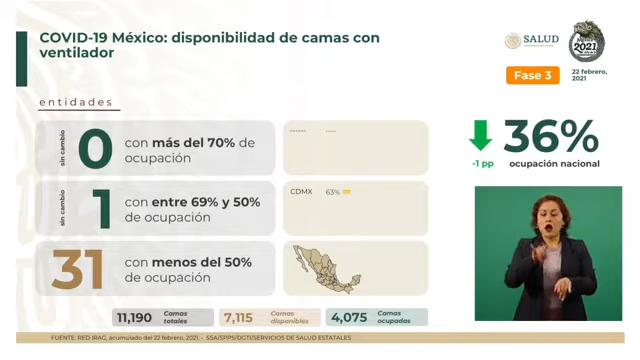 COVID-19 México: disponibilidad de camas con
ventilador
SALUD
2021
Fase 3
22 febrero,
2021
entidades
sin cambio
0
con más del 70% de
ocupación
-1 pp
36%
ocupación nacional
sin cambio
1
con entre 69% y 50%
de ocupación
CDMX 63%
31
con menos del 50%
de ocupación
11,190 Camas
totales
7,115 Camas
disponibles
4,075 Camas
ocupadas
FUENTE: RED IRAG, acumulado del 22 febrero, 2021, - SSA/SPPS/DGTI/SERVICIOS DE SALUD ESTATALES